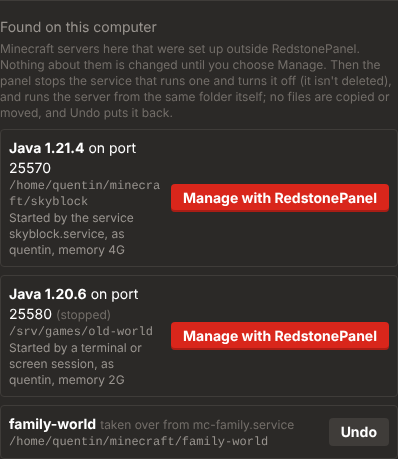 Found on this computer
Minecraft servers here that were set up outside RedstonePanel.
Nothing about them is changed until you choose Manage. Then the
panel stops the service that runs one and turns it off (it isn't deleted),
and runs the server from the same folder itself; no files are copied or
moved, and Undo puts it back.
Java 1.21.4 on port
25570
/home/quentin/minecra
ft/skyblock
Started by the service
skyblock.service, as
quentin, memory 4G
Manage with RedstonePanel
Java 1.20.6 on port
25580 (stopped)
/srv/games/old-world
Started by a terminal or
screen session, as
quentin, memory 2G
Manage with RedstonePanel
family-world taken over from mc-family.service
/home/quentin/minecraft/family-world
Undo